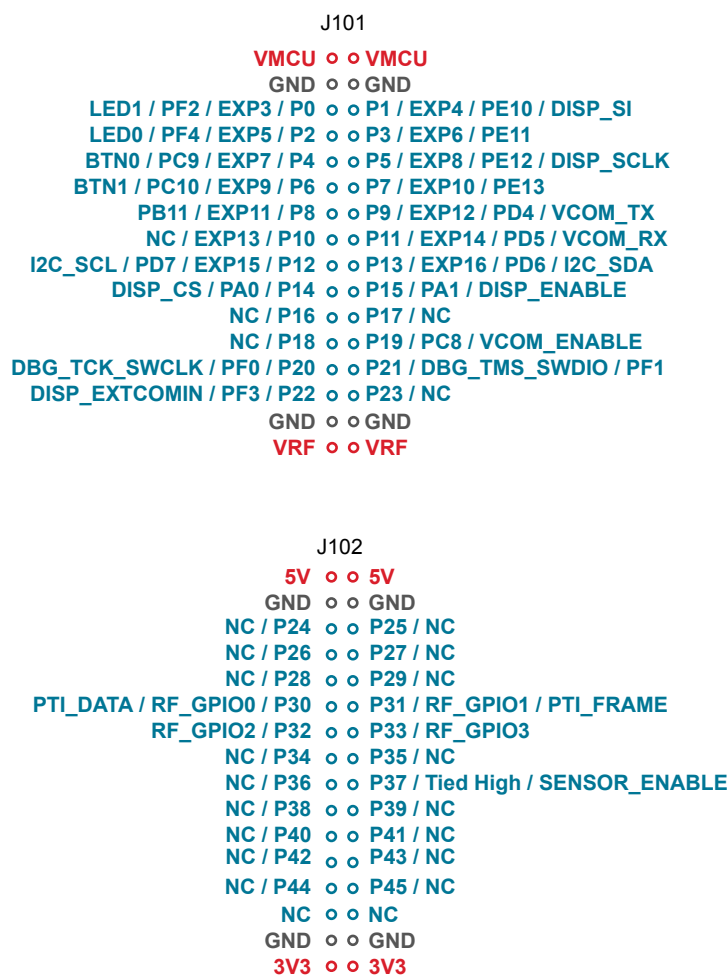 J101
VMCU VMCU
GND GND
LED1 / PF2 / EXP3 / P0 P1 / EXP4 / PE10 / DISP_SI
LED0 / PF4 / EXP5 / P2 P3 / EXP6 / PE11
BTN0 / PC9 / EXP7 / P4 P5 / EXP8 / PE12 / DISP_SCLK
BTN1 / PC10 / EXP9 / P6 P7 / EXP10 / PE13
PB11 / EXP11 / P8 P9 / EXP12 / PD4 / VCOM_TX
NC / EXP13 / P10 P11 / EXP14 / PD5 / VCOM_RX
I2C_SCL / PD7 / EXP15 / P12 P13 / EXP16 / PD6 / I2C_SDA
DISP_CS / PA0 / P14 P15 / PA1 / DISP_ENABLE
NC / P16 P17 / NC
NC / P18 P19 / PC8 / VCOM_ENABLE
DBG_TCK_SWCLK / PF0 / P20 P21 / DBG_TMS_SWDIO / PF1
DISP_EXTCOMIN / PF3 / P22 P23 / NC
GND GND
VRF VRF
J102
5V 5V
GND GND
NC / P24 P25 / NC
NC / P26 P27 / NC
NC / P28 P29 / NC
PTI_DATA / RF_GPIO0 / P30 P31 / RF_GPIO1 / PTI_FRAME
RF_GPIO2 / P32 P33 / RF_GPIO3
NC / P34 P35 / NC
NC / P36 P37 / Tied High / SENSOR_ENABLE
NC / P38 P39 / NC
NC / P40 P41 / NC
NC / P42 P43 / NC
NC / P44 P45 / NC
NC NC
GND GND
3V3 3V3